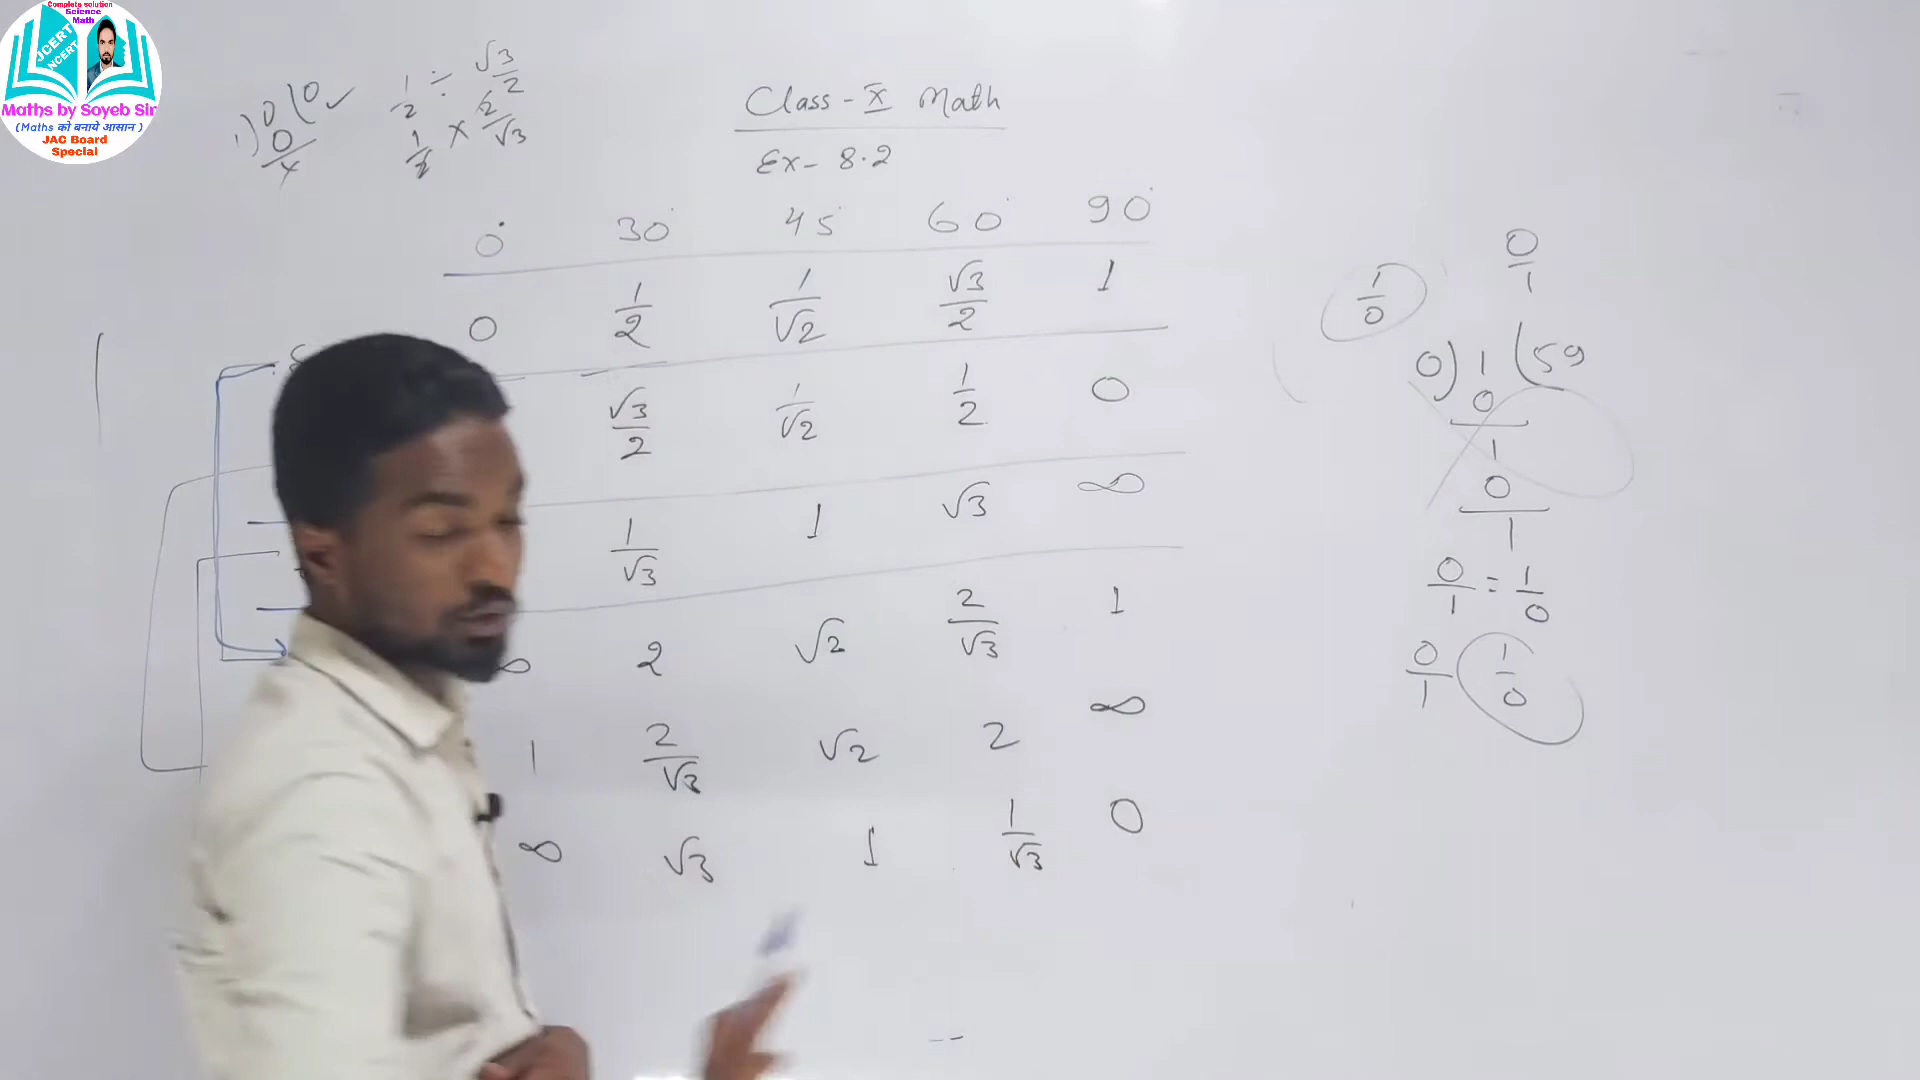 Complete solution
Science
Math
JCERT
NCERT
Maths by Soyeb Sir
(Maths को बनाये आसान)
JAC Board
Special
1)0(0✓
0
x
1/2 ÷ √3/2
1/2 × 2/√3
Class - X Math
Ex- 8.2
0° 30° 45° 60° 90°
0 1/2 1/√2 √3/2 1
√3/2 1/√2 1/2 0
1/√3 1 √3 ∞
∞ 2 √2 2/√3 1
1 2/√3 √2 2 ∞
∞ √3 1 1/√3 0
0/1
1/0
0)1(59
0
1
0
1
0/1 = 1/0
0/1 1/0